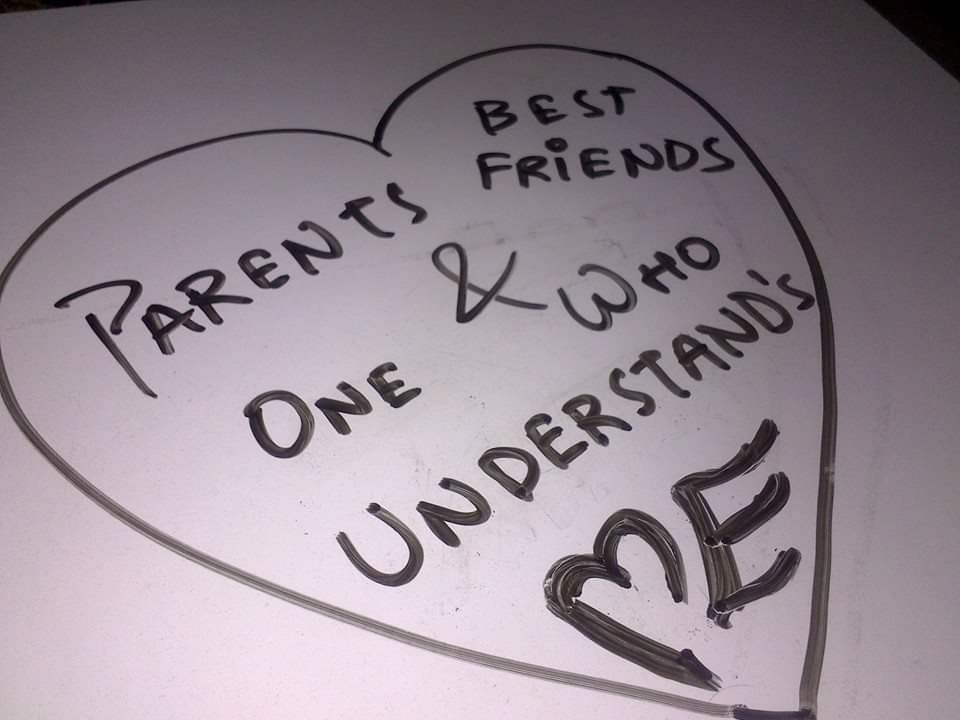 PARENTS
BEST
FRIENDS
&
ONE WHO
UNDERSTAND'S
ME